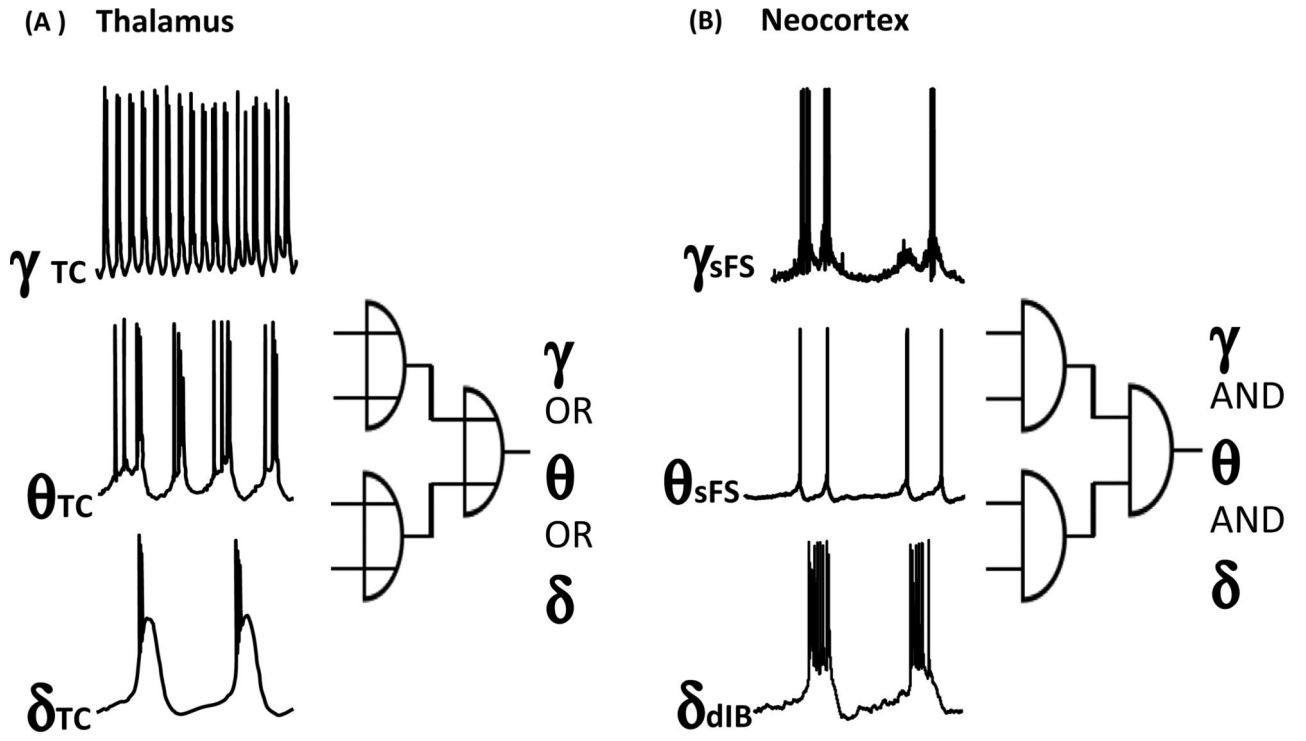 (A ) Thalamus
γ TC
θTC
δTC
γ
OR
θ
OR
δ
(B) Neocortex
γsFS
θsFS
δdIB
γ
AND
θ
AND
δ